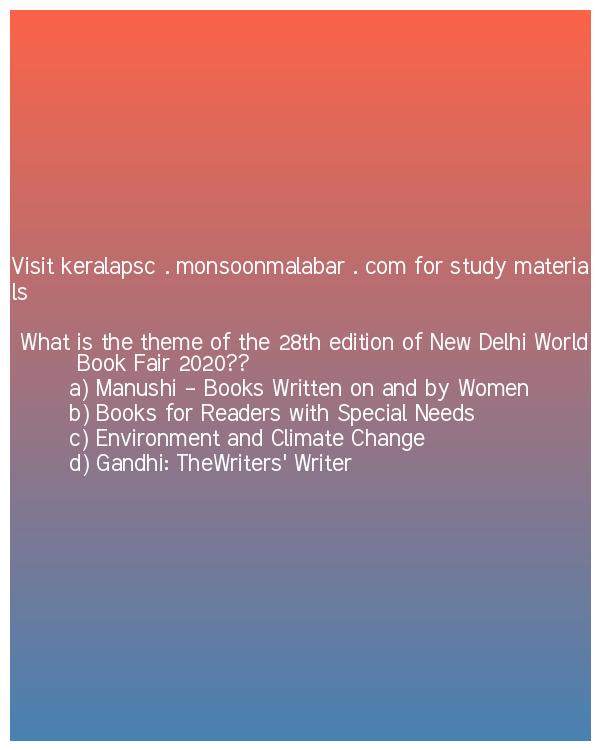 Visit keralapsc . monsoonmalabar . com for study materia
ls
What is the theme of the 28th edition of New Delhi World
Book Fair 2020??
a) Manushi – Books Written on and by Women
b) Books for Readers with Special Needs
c) Environment and Climate Change
d) Gandhi: TheWriters' Writer